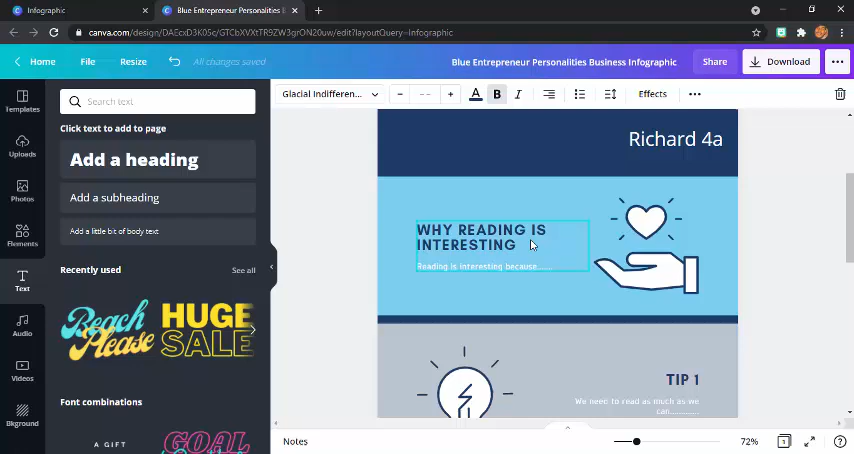 Infographic
Blue Entrepreneur Personalities B
canva.com/design/DAEcxD3K05c/GTCbXVXtTR9ZW3grON20uw/edit?layoutQuery=Infographic
Home
File
Resize
All changes saved
Blue Entrepreneur Personalities Business Infographic
Share
Download
Templates
Uploads
Photos
Elements
Text
Audio
Videos
Bkground
Search text
Click text to add to page
Add a heading
Add a subheading
Add a little bit of body text
Recently used
See all
Beach
Please
HUGE
SALE
Font combinations
A GIFT
GOAL
Glacial Indifferen...
– -- +
A
B
I
Effects
Richard 4a
WHY READING IS
INTERESTING
Reading is interesting because.......
TIP 1
We need to read as much as we
can.............
Notes
72%
1